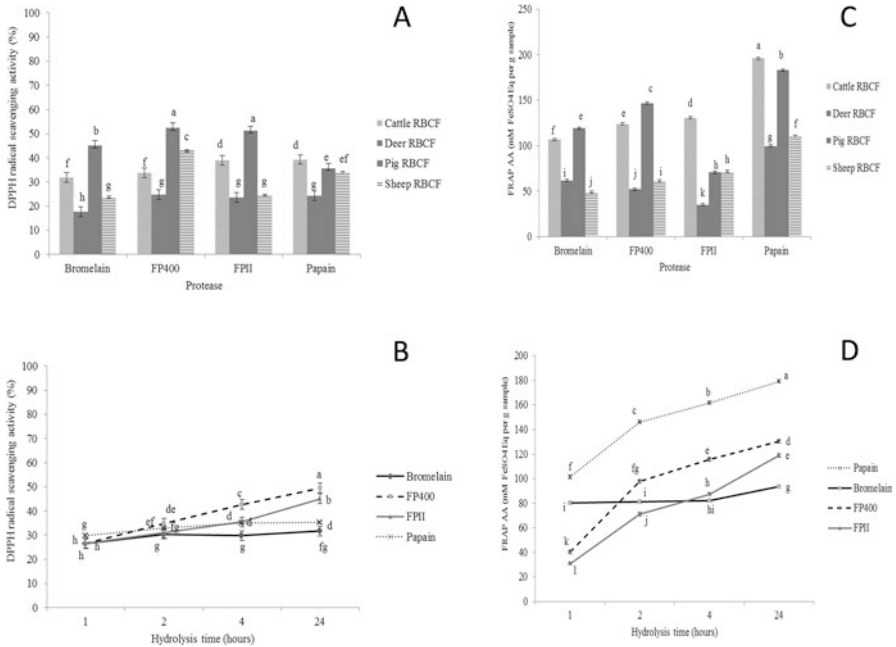 A
DPPH radical scavenging activity (%)
100
90
80
70
60
50
40
30
20
10
0
f
h
b
g
f
g
a
c
d
g
a
g
d
g
e
ef
Bromelain
FP400
FPII
Papain
Protease
Cattle RBCF
Deer RBCF
Pig RBCF
Sheep RBCF
C
FRAP AA (mM FeSO4Eq per g sample)
250
200
150
100
50
0
f
i
e
j
e
j
c
i
d
k
h
h
a
g
b
f
Bromelain
FP400
FPII
Papain
Protease
Cattle RBCF
Deer RBCF
Pig RBCF
Sheep RBCF
B
DPPH radical scavenging activity (%)
100
90
80
70
60
50
40
30
20
10
0
g
h
h
h
ef
de
fg
g
c
d
d
g
a
b
d
fg
1
2
4
24
Hydrolysis time (hours)
Bromelain
FP400
FPII
Papain
D
FRAP AA (mM FeSO4Eq per g sample)
200
180
160
140
120
100
80
60
40
20
0
f
i
k
l
c
fg
i
j
b
e
h
hi
a
d
e
g
1
2
4
24
Hydrolysis time (hours)
Papain
Bromelain
FP400
FPII